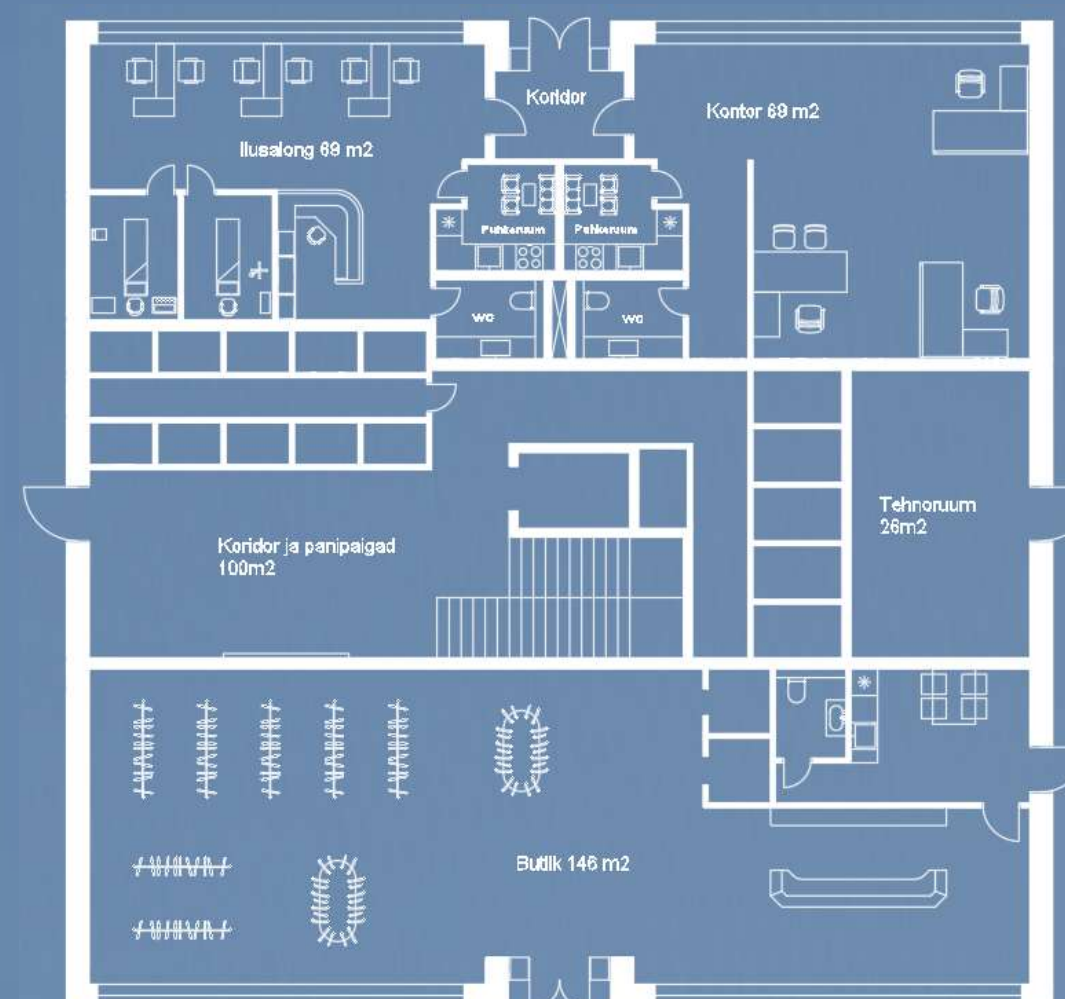 Koridor
Kontor 69 m2
Ilusalong 69 m2
Puhkeruum
Puhkeruum
wc
wc
Tehnoruum
26m2
Koridor ja panipaigad
100m2
Butiik 146 m2